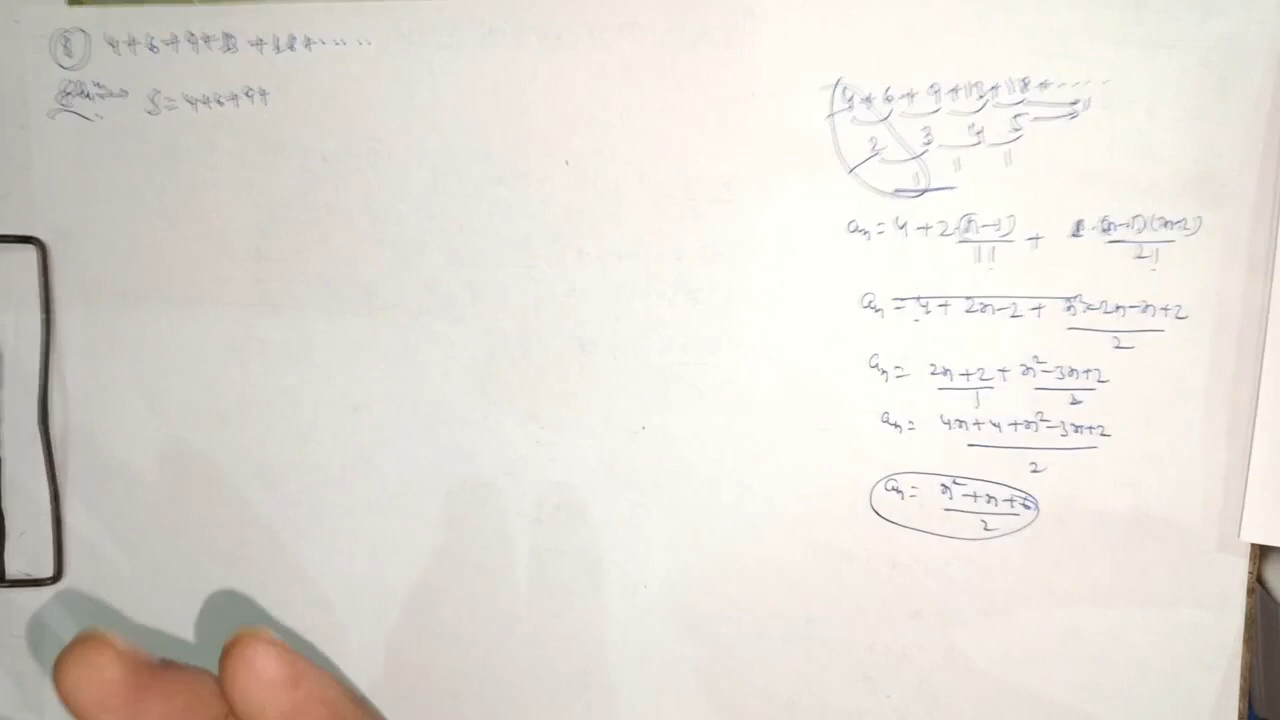 8 4+6+9+13+18+.....
Solⁿ→ S=4+6+9+
4+6+9+13+18+.....
2 3 4 5
1 1 1
aₙ = 4+2.(n-1)/1! + 1.(n-1)(n-2)/2!
aₙ = 4+ 2n-2 + n²-2n-n+2/2
aₙ = 2n+2/1 + n²-3n+2/2
aₙ = 4n+4+n²-3n+2/2
aₙ = n²+n+6/2